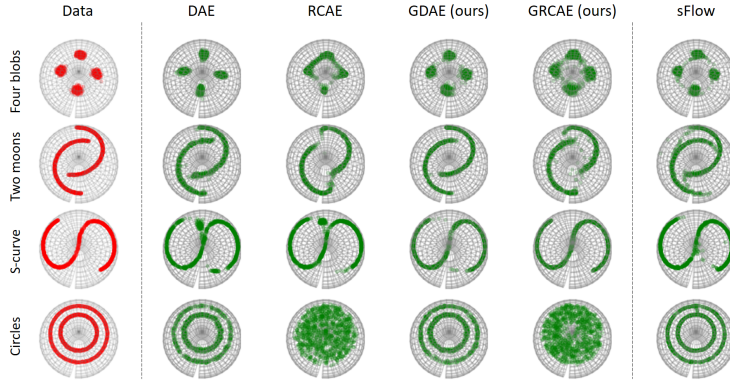 Data DAE RCAE GDAE (ours) GRCAE (ours) sFlow
Four blobs
Two moons
S-curve
Circles